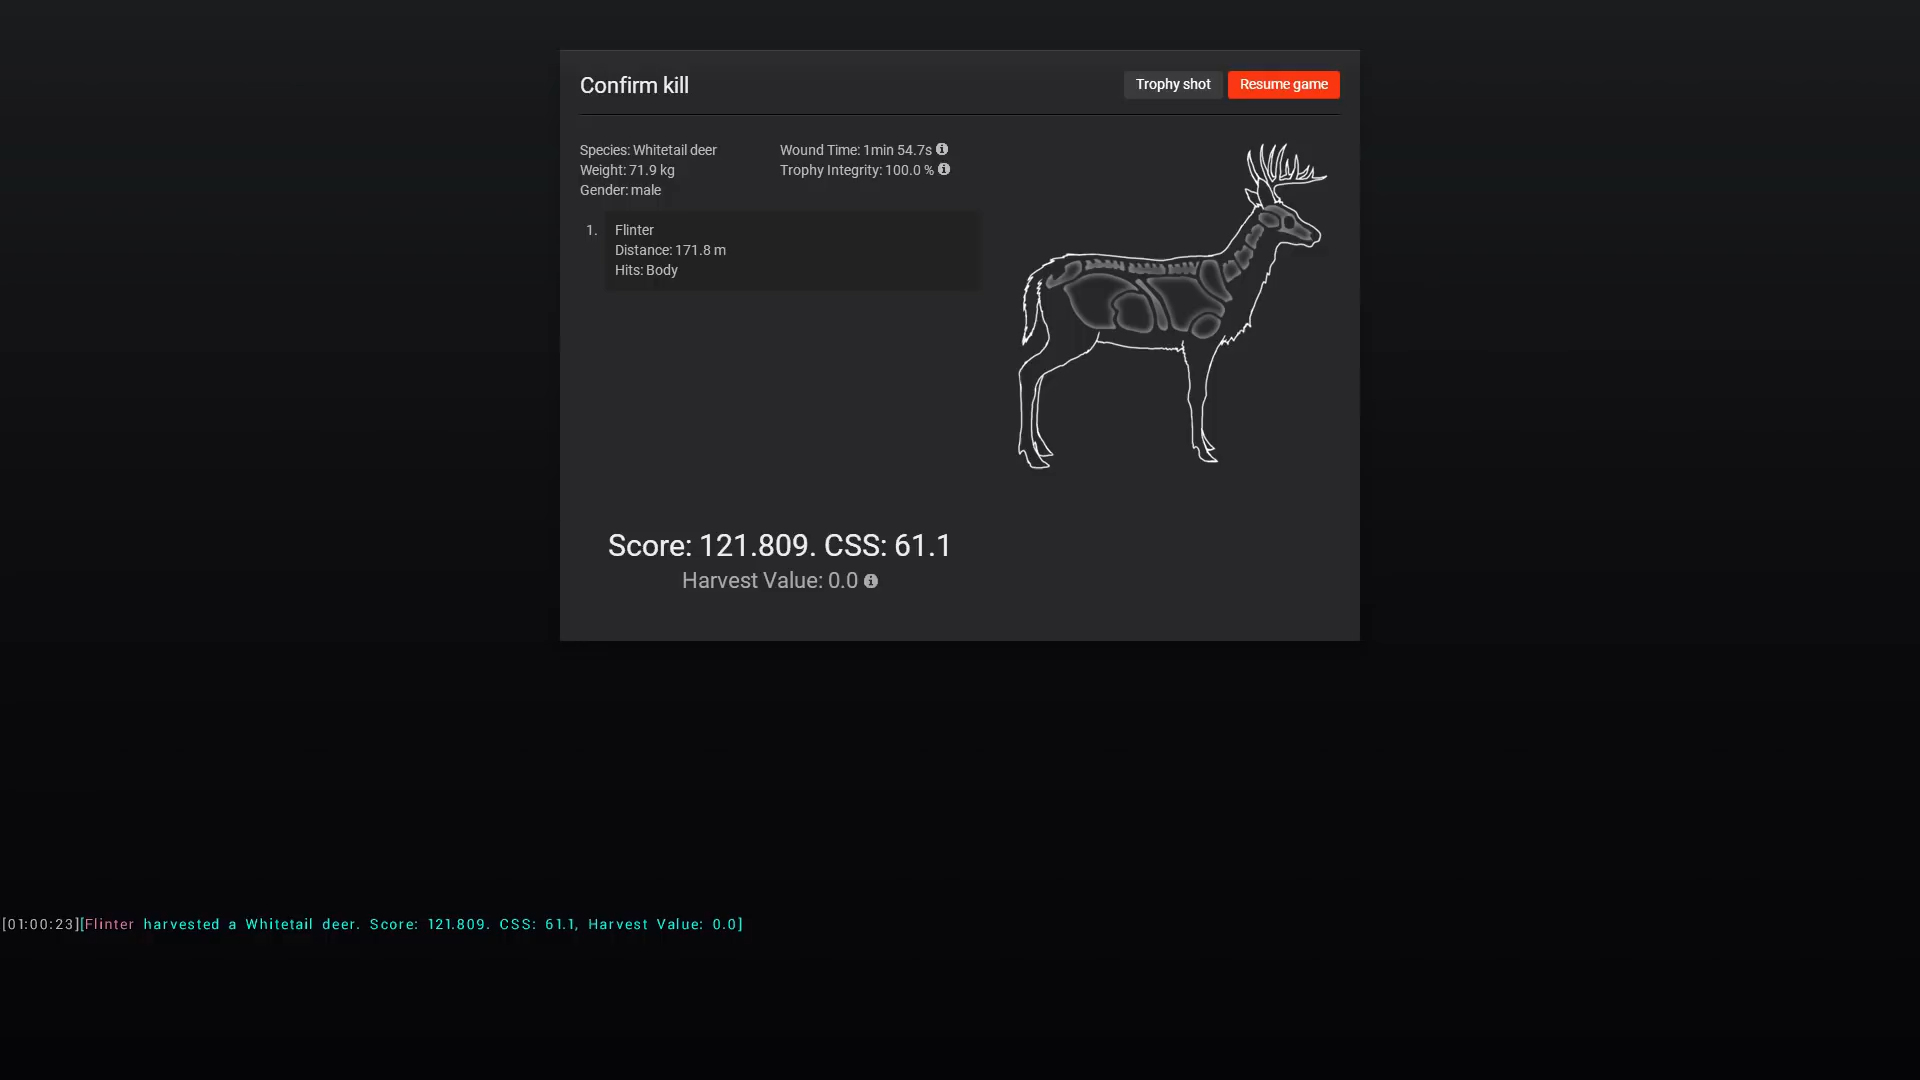 Confirm kill
Trophy shot
Resume game
Species: Whitetail deer
Weight: 71.9 kg
Gender: male
Wound Time: 1min 54.7s
Trophy Integrity: 100.0 %
1.
Flinter
Distance: 171.8 m
Hits: Body
Score: 121.809. CSS: 61.1
Harvest Value: 0.0
[01:00:23][Flinter harvested a Whitetail deer. Score: 121.809. CSS: 61.1, Harvest Value: 0.0]